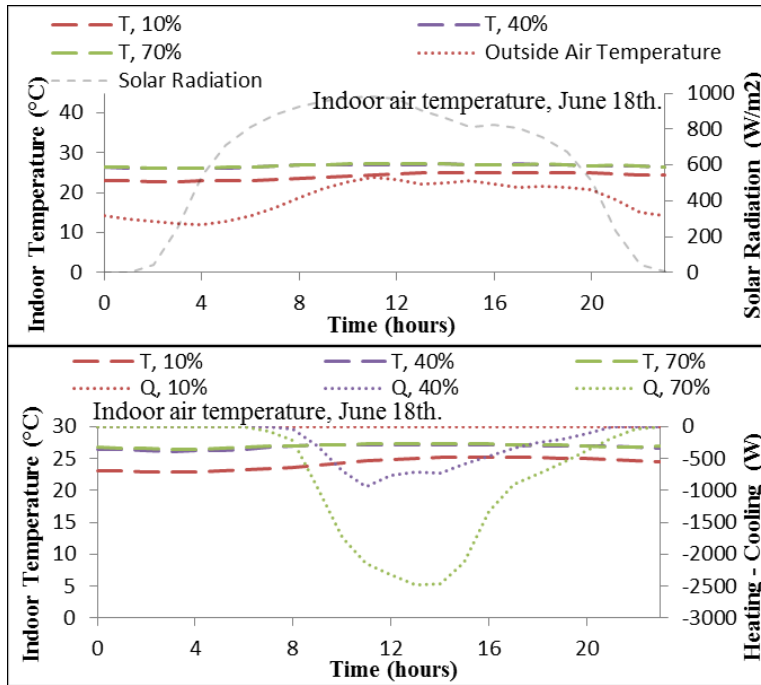 T, 10%
T, 40%
T, 70%
Outside Air Temperature
Solar Radiation
Indoor air temperature, June 18th.
Indoor Temperature (°C)
40
30
20
10
0
1000
800
600
400
200
0
Solar Radiation (W/m2)
0 4 8 12 16 20
Time (hours)
T, 10% T, 40% T, 70%
Q, 10% Q, 40% Q, 70%
Indoor air temperature, June 18th.
Indoor Temperature (°C)
30
25
20
15
10
5
0
0
-500
-1000
-1500
-2000
-2500
-3000
Heating - Cooling (W)
0 4 8 12 16 20
Time (hours)